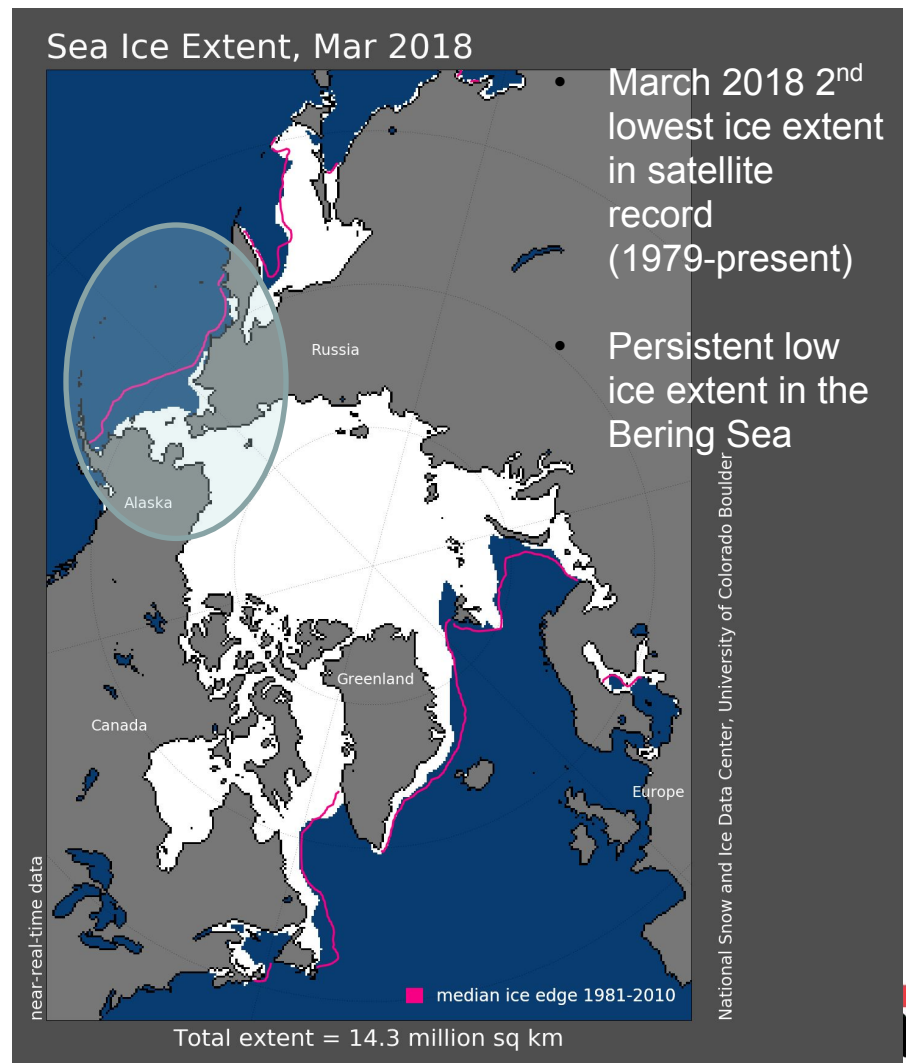 Sea Ice Extent, Mar 2018
• March 2018 2nd
lowest ice extent
in satellite
record
(1979-present)
• Persistent low
ice extent in the
Bering Sea
Russia
Alaska
Greenland
Canada
Europe
near-real-time data
National Snow and Ice Data Center, University of Colorado Boulder
median ice edge 1981-2010
Total extent = 14.3 million sq km